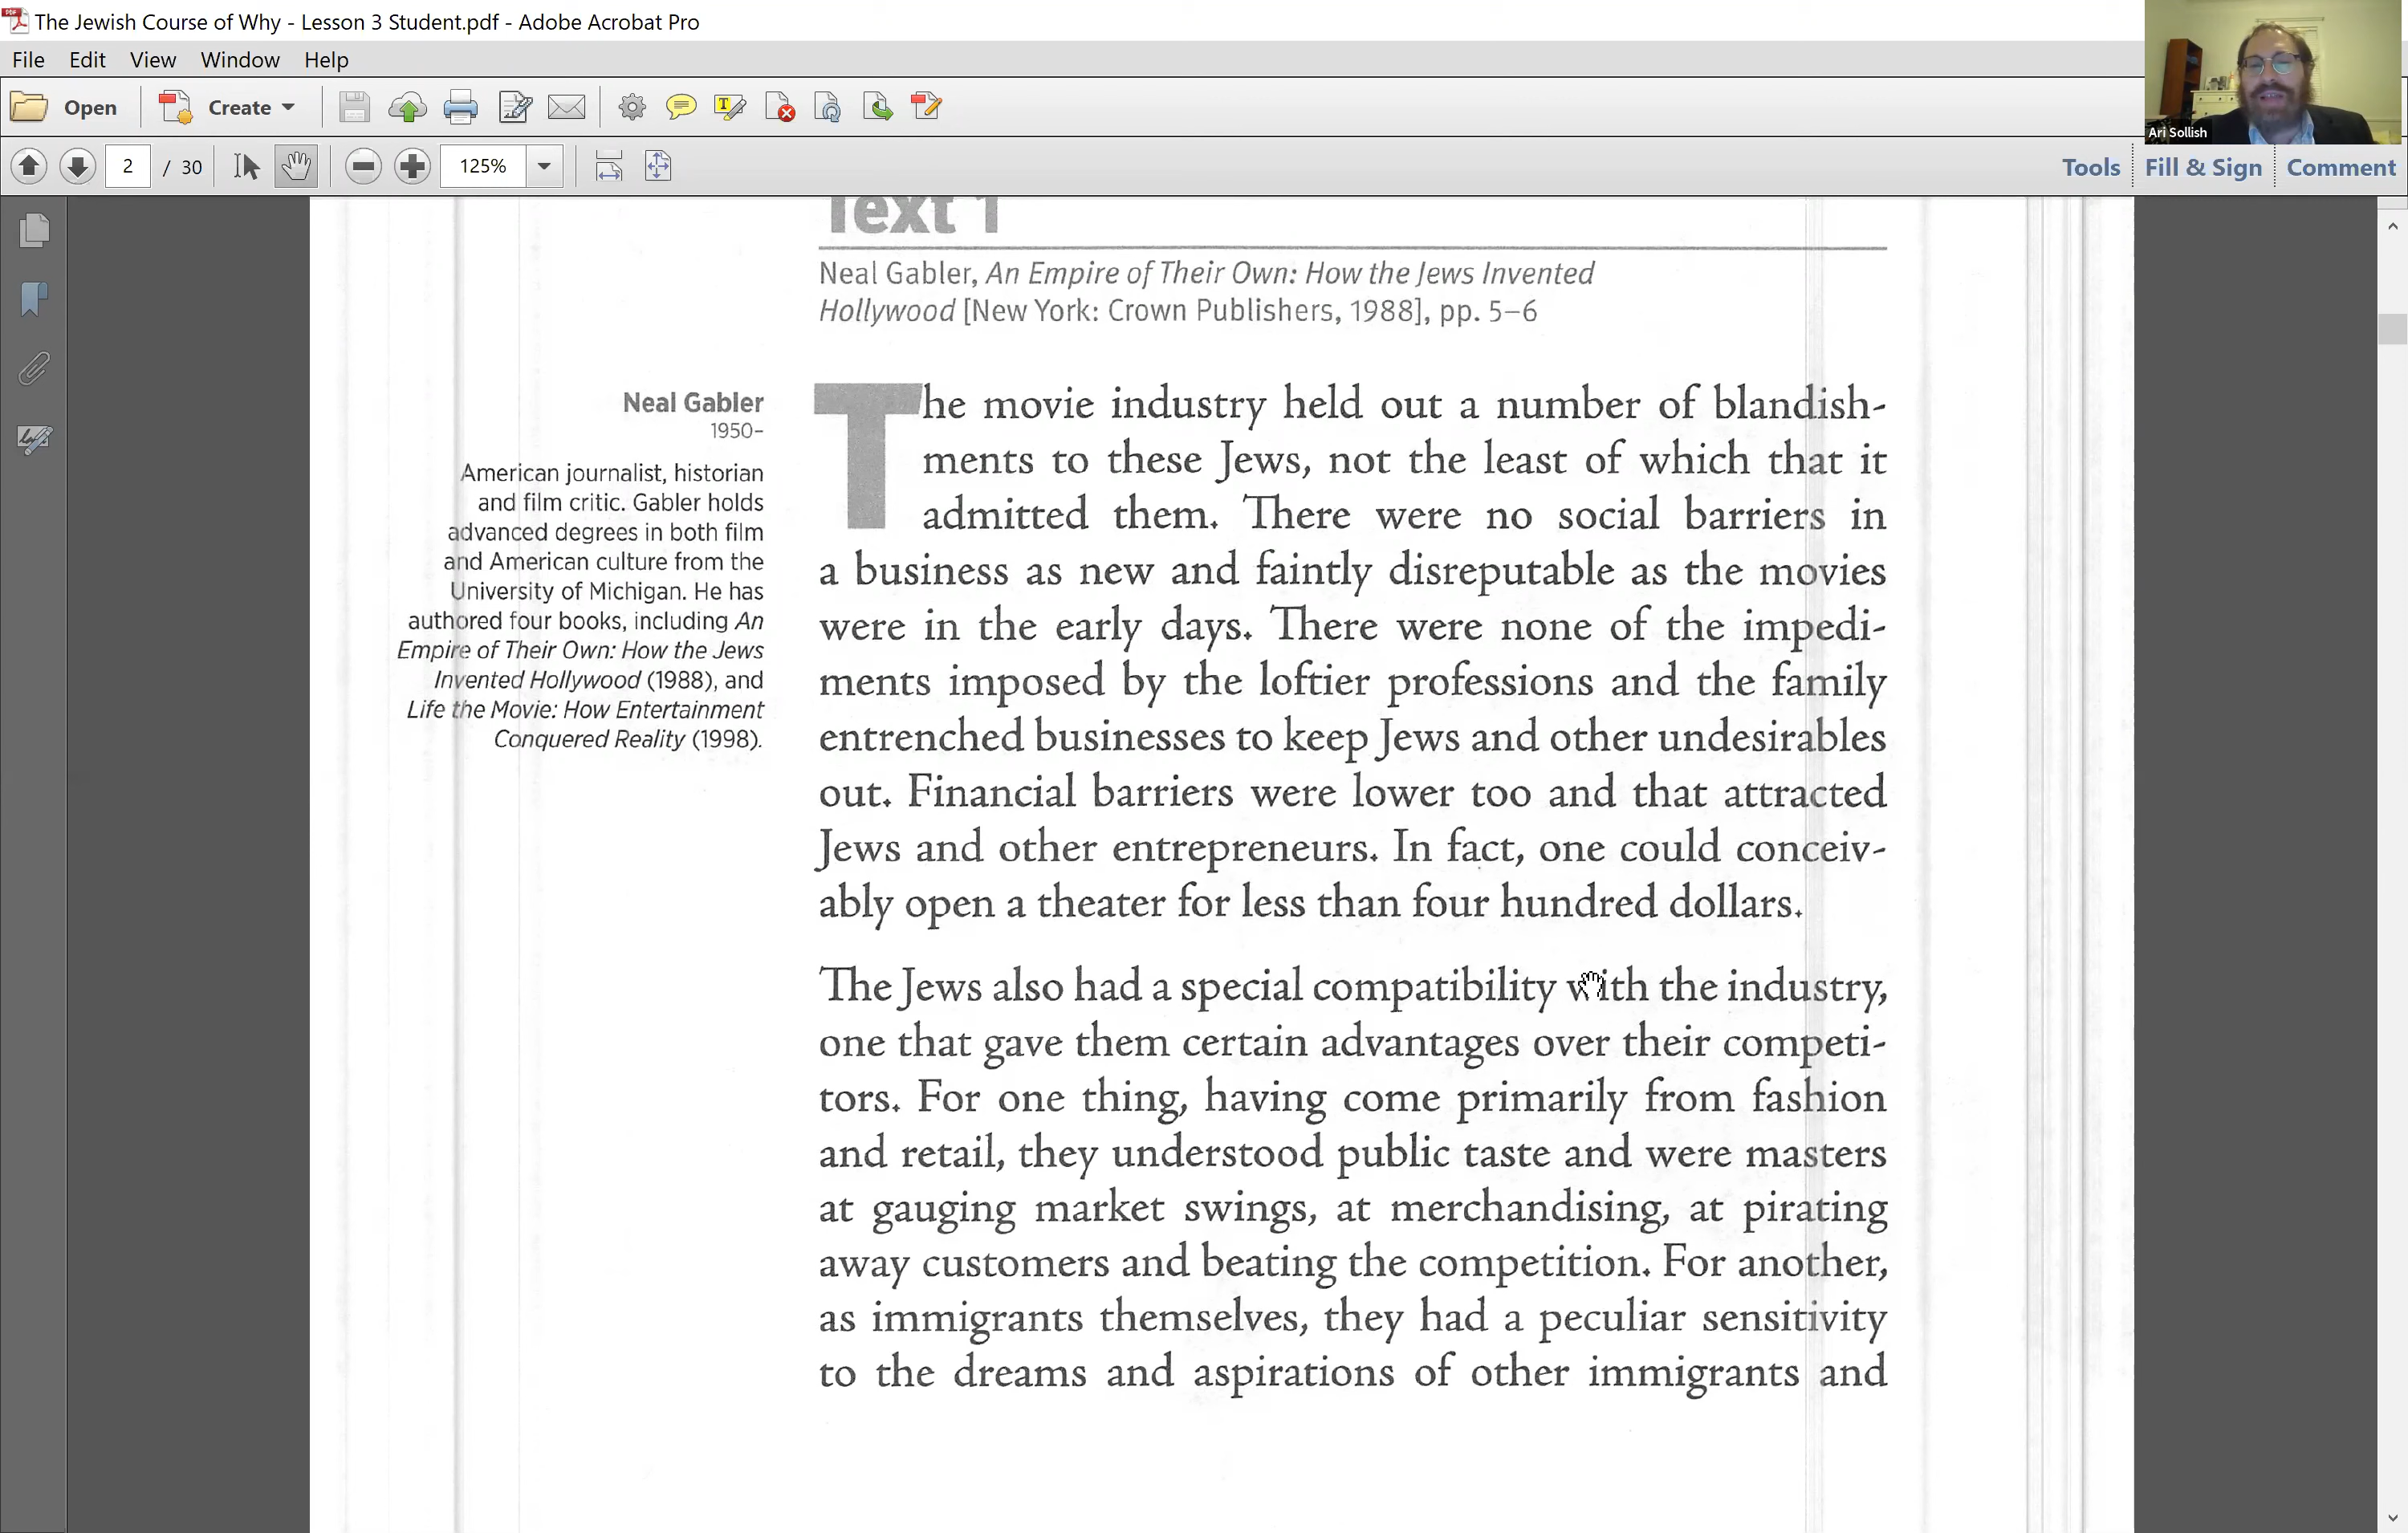 The Jewish Course of Why - Lesson 3 Student.pdf - Adobe Acrobat Pro
File Edit View Window Help
Open Create
2 / 30 125%
Tools Fill & Sign Comment
Ari Sollish
Text 1
Neal Gabler, An Empire of Their Own: How the Jews Invented
Hollywood [New York: Crown Publishers, 1988], pp. 5–6
Neal Gabler
1950–
American journalist, historian
and film critic. Gabler holds
advanced degrees in both film
and American culture from the
University of Michigan. He has
authored four books, including An
Empire of Their Own: How the Jews
Invented Hollywood (1988), and
Life the Movie: How Entertainment
Conquered Reality (1998).
The movie industry held out a number of blandish-
ments to these Jews, not the least of which that it
admitted them. There were no social barriers in
a business as new and faintly disreputable as the movies
were in the early days. There were none of the impedi-
ments imposed by the loftier professions and the family
entrenched businesses to keep Jews and other undesirables
out. Financial barriers were lower too and that attracted
Jews and other entrepreneurs. In fact, one could conceiv-
ably open a theater for less than four hundred dollars.
The Jews also had a special compatibility with the industry,
one that gave them certain advantages over their competi-
tors. For one thing, having come primarily from fashion
and retail, they understood public taste and were masters
at gauging market swings, at merchandising, at pirating
away customers and beating the competition. For another,
as immigrants themselves, they had a peculiar sensitivity
to the dreams and aspirations of other immigrants and